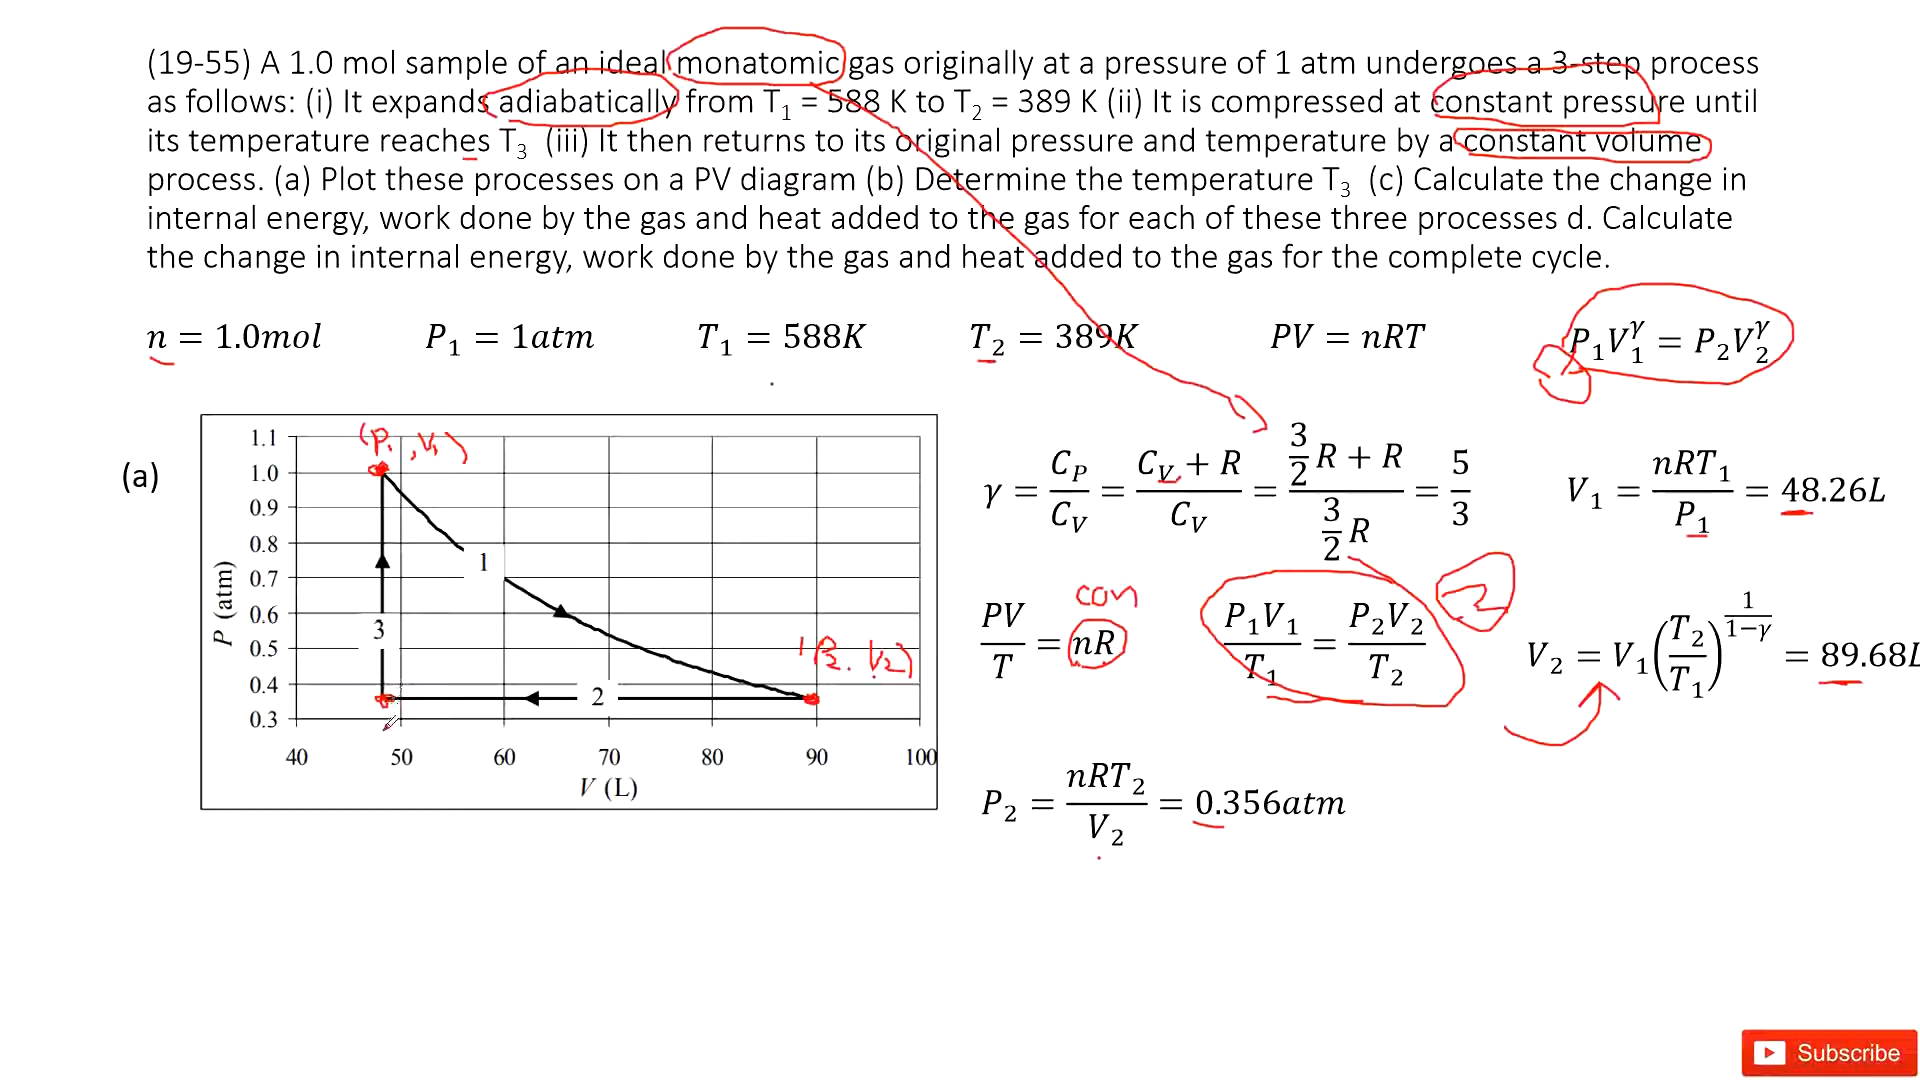 (19-55) A 1.0 mol sample of an ideal monatomic gas originally at a pressure of 1 atm undergoes a 3-step process
as follows: (i) It expands adiabatically from T₁ = 588 K to T₂ = 389 K (ii) It is compressed at constant pressure until
its temperature reaches T₃ (iii) It then returns to its original pressure and temperature by a constant volume
process. (a) Plot these processes on a PV diagram (b) Determine the temperature T₃ (c) Calculate the change in
internal energy, work done by the gas and heat added to the gas for each of these three processes d. Calculate
the change in internal energy, work done by the gas and heat added to the gas for the complete cycle.
n = 1.0mol P₁ = 1atm T₁ = 588K T₂ = 389K PV = nRT P₁V₁^γ = P₂V₂^γ
1
(a)
(P₁, V₁)
1.1
1.0
0.9
0.8
0.7
0.6
0.5
0.4
0.3
P (atm)
1
3
2
(P₂. V₂)
40 50 60 70 80 90 100
V (L)
γ = C_P/C_V = (C_V + R)/C_V = (3/2 R + R)/(3/2 R) = 5/3 V₁ = nRT₁/P₁ = 48.26L
con
2
PV/T = nR P₁V₁/T₁ = P₂V₂/T₂ V₂ = V₁(T₂/T₁)^(1/(1−γ)) = 89.68L
P₂ = nRT₂/V₂ = 0.356atm
Subscribe